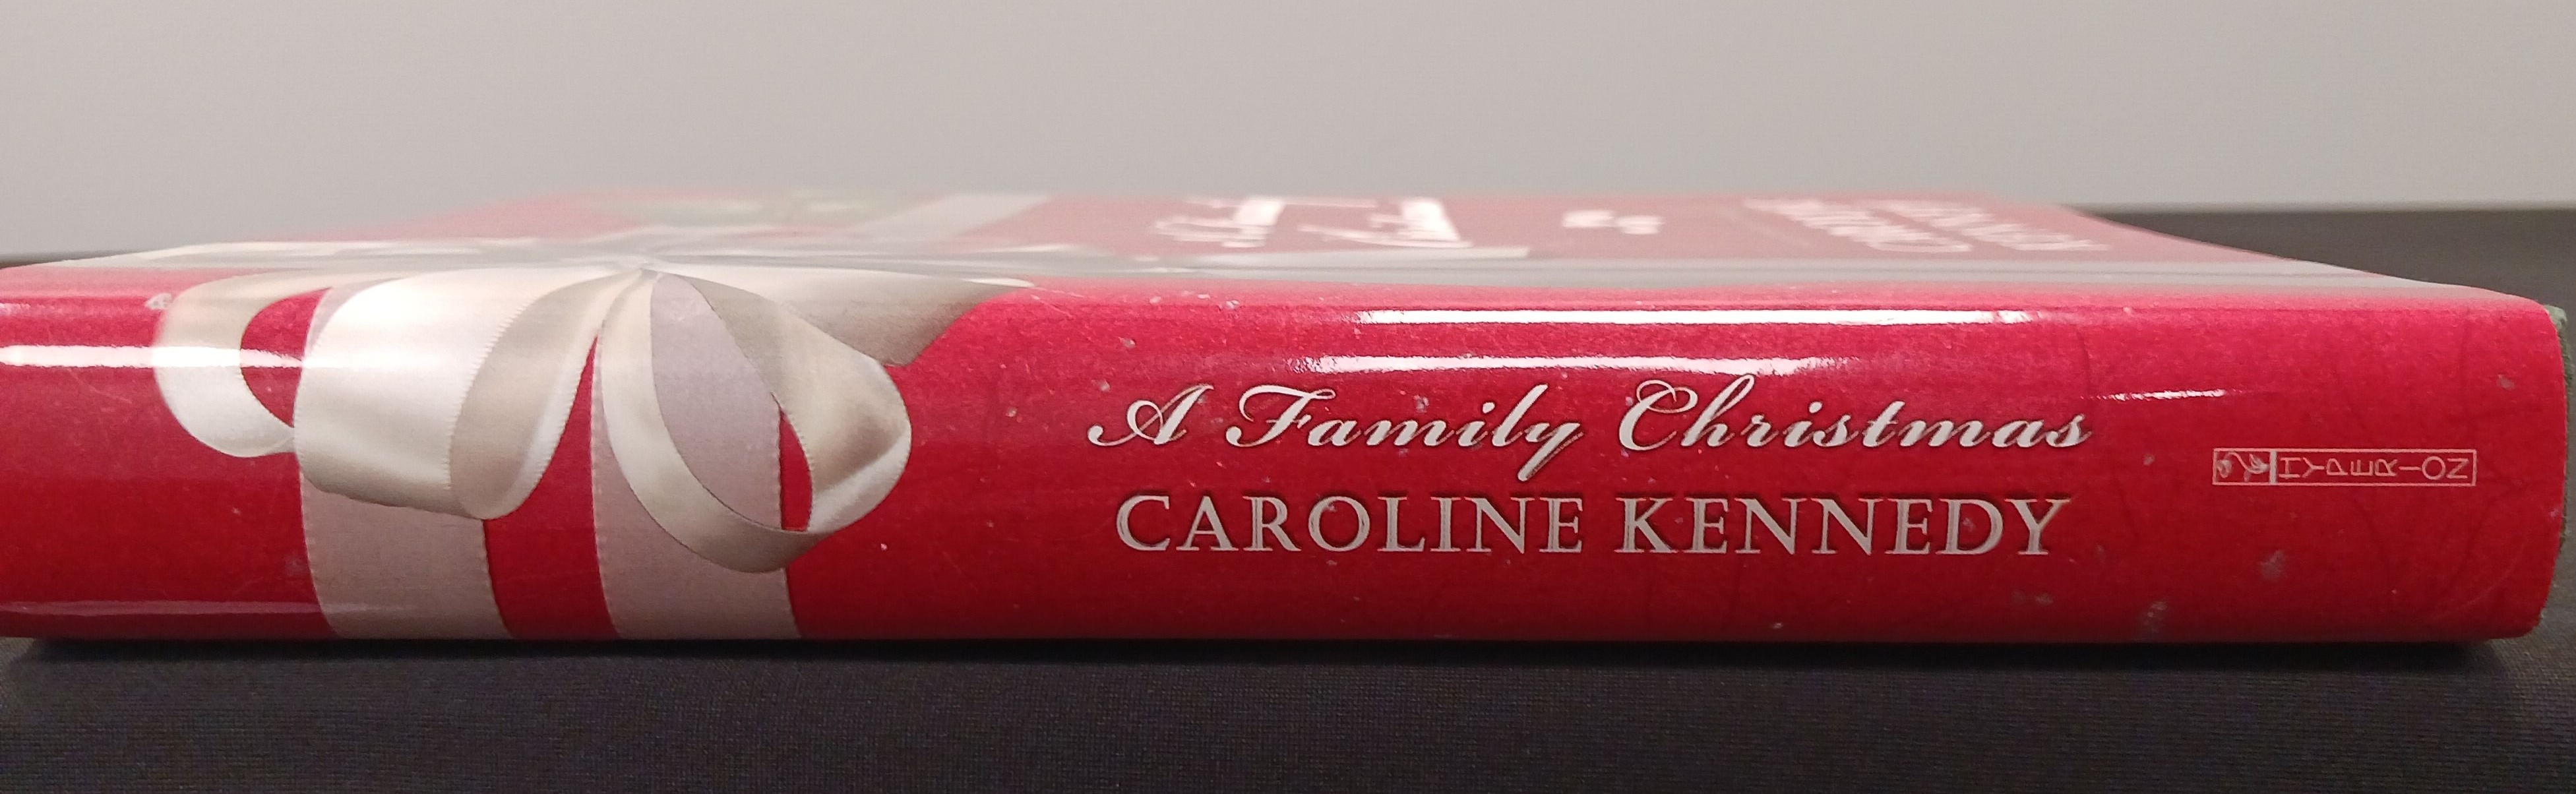 A Family Christmas
CAROLINE KENNEDY
HYPERION